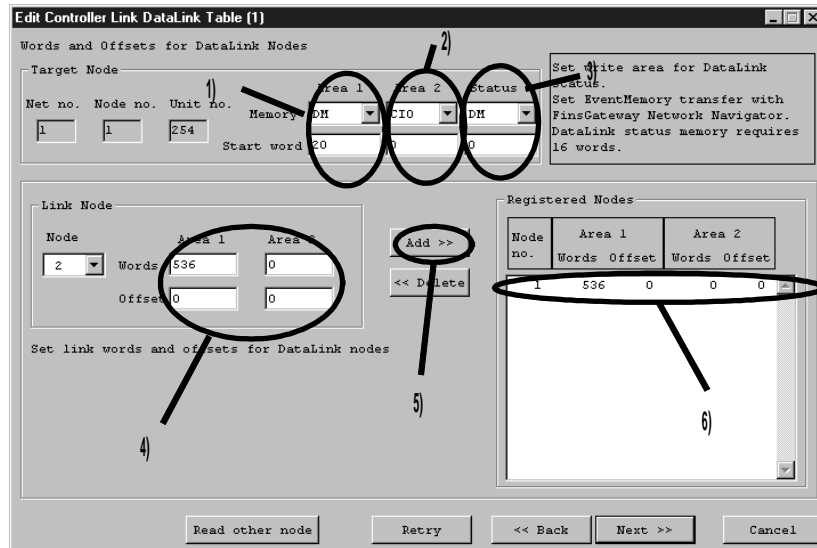 Edit Controller Link DataLink Table (1)
Words and Offsets for DataLink Nodes
2)
Target Node
1)
3)
Area 1 Area 2 Status
Net no. Node no. Unit no.
Memory DM CIO DM
1 1 254
Start word 20 0 0
Set write area for DataLink
status.
Set EventMemory transfer with
FinsGateway Network Navigator.
DataLink status memory requires
16 words.
Link Node
Node Area 1 Area 2
2 Words 536 0
Offset 0 0
Set link words and offsets for DataLink nodes
4)
Add >>
<< Delete
5)
Registered Nodes
Node no. Area 1 Area 2
Words Offset Words Offset
1 536 0 0 0
6)
Read other node Retry << Back Next >> Cancel